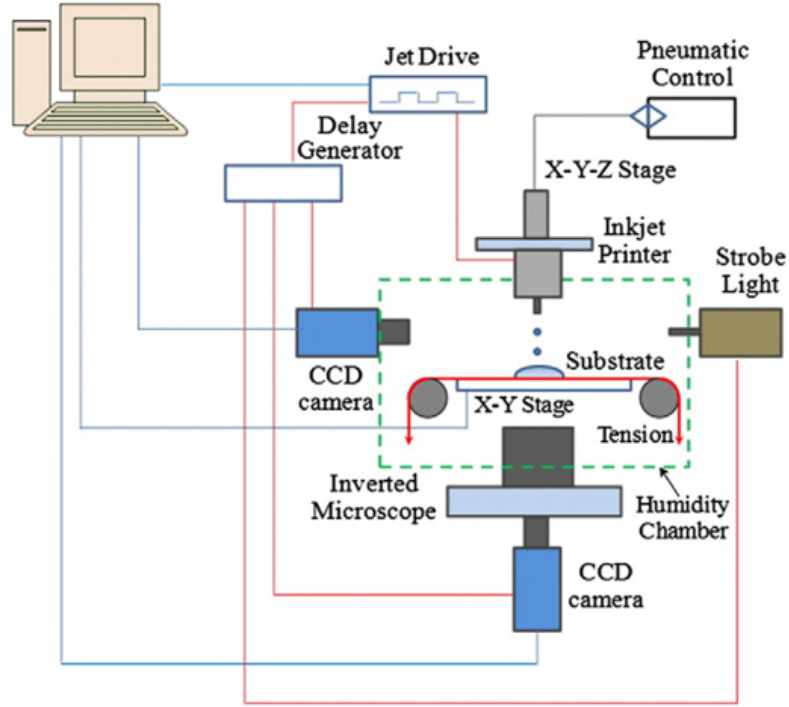 Pneumatic
Control
Jet Drive
Delay
Generator
X-Y-Z Stage
Inkjet
Printer
Strobe
Light
CCD
camera
Substrate
X-Y Stage
Tension
Inverted
Microscope
Humidity
Chamber
CCD
camera